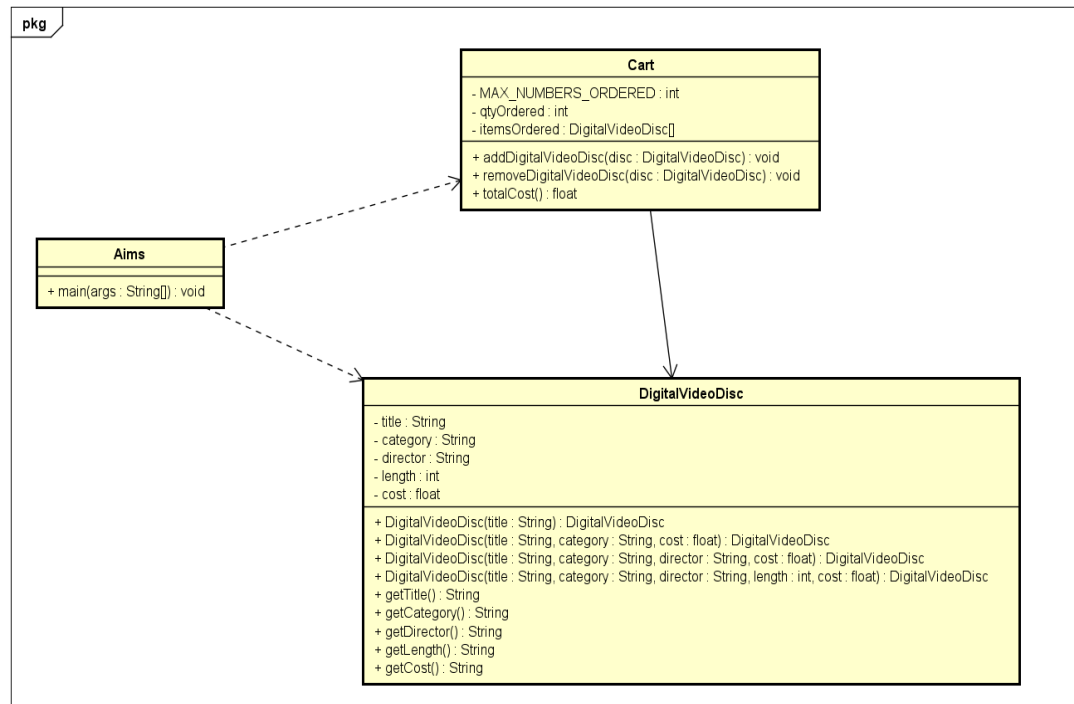 pkg
Cart
- MAX_NUMBERS_ORDERED : int
- qtyOrdered : int
- itemsOrdered : DigitalVideoDisc[]
+ addDigitalVideoDisc(disc : DigitalVideoDisc) : void
+ removeDigitalVideoDisc(disc : DigitalVideoDisc) : void
+ totalCost() : float
Aims
+ main(args : String[]) : void
DigitalVideoDisc
- title : String
- category : String
- director : String
- length : int
- cost : float
+ DigitalVideoDisc(title : String) : DigitalVideoDisc
+ DigitalVideoDisc(title : String, category : String, cost : float) : DigitalVideoDisc
+ DigitalVideoDisc(title : String, category : String, director : String, cost : float) : DigitalVideoDisc
+ DigitalVideoDisc(title : String, category : String, director : String, length : int, cost : float) : DigitalVideoDisc
+ getTitle() : String
+ getCategory() : String
+ getDirector() : String
+ getLength() : String
+ getCost() : String